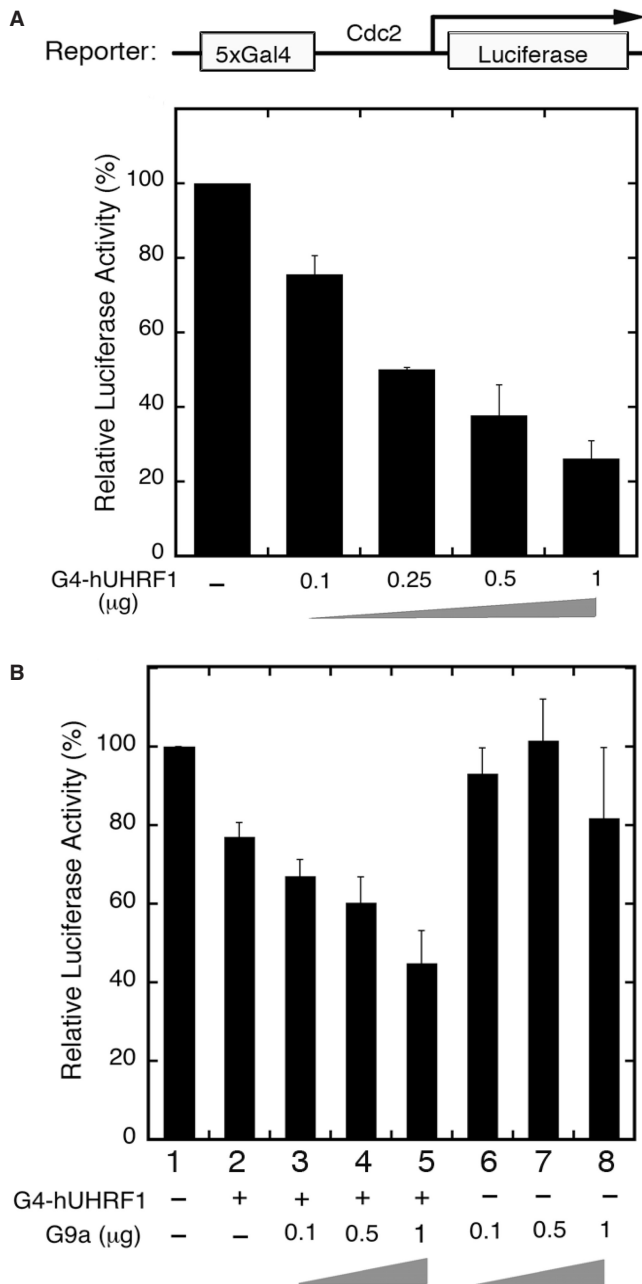 A
Reporter: 5xGal4 Cdc2 Luciferase
Relative Luciferase Activity (%)
100
80
60
40
20
0
G4-hUHRF1 – 0.1 0.25 0.5 1
(μg)
B
Relative Luciferase Activity (%)
100
80
60
40
20
0
1 2 3 4 5 6 7 8
G4-hUHRF1 – + + + + – – –
G9a (μg) – – 0.1 0.5 1 0.1 0.5 1